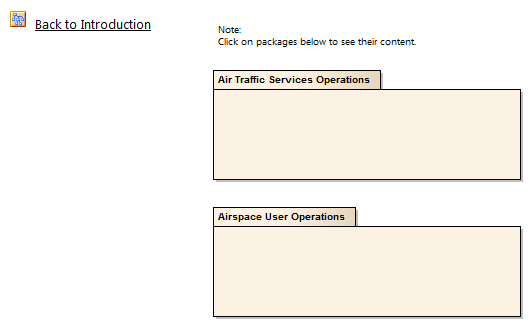 Back to Introduction
Note:
Click on packages below to see their content.
Air Traffic Services Operations
Airspace User Operations